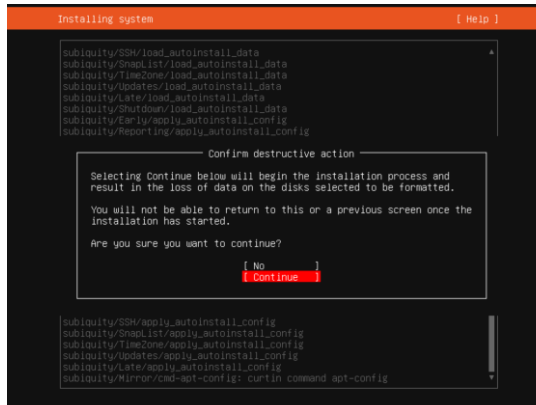 Installing system [ Help ]
subiquity/SSH/load_autoinstall_data
subiquity/SnapList/load_autoinstall_data
subiquity/TimeZone/load_autoinstall_data
subiquity/Updates/load_autoinstall_data
subiquity/Late/load_autoinstall_data
subiquity/Shutdown/load_autoinstall_data
subiquity/Early/apply_autoinstall_config
subiquity/Reporting/apply_autoinstall_config
Confirm destructive action
Selecting Continue below will begin the installation process and
result in the loss of data on the disks selected to be formatted.
You will not be able to return to this or a previous screen once the
installation has started.
Are you sure you want to continue?
[ No ]
[ Continue ]
subiquity/SSH/apply_autoinstall_config
subiquity/SnapList/apply_autoinstall_config
subiquity/TimeZone/apply_autoinstall_config
subiquity/Updates/apply_autoinstall_config
subiquity/Late/apply_autoinstall_config
subiquity/Mirror/cmd-apt-config: curtin command apt-config